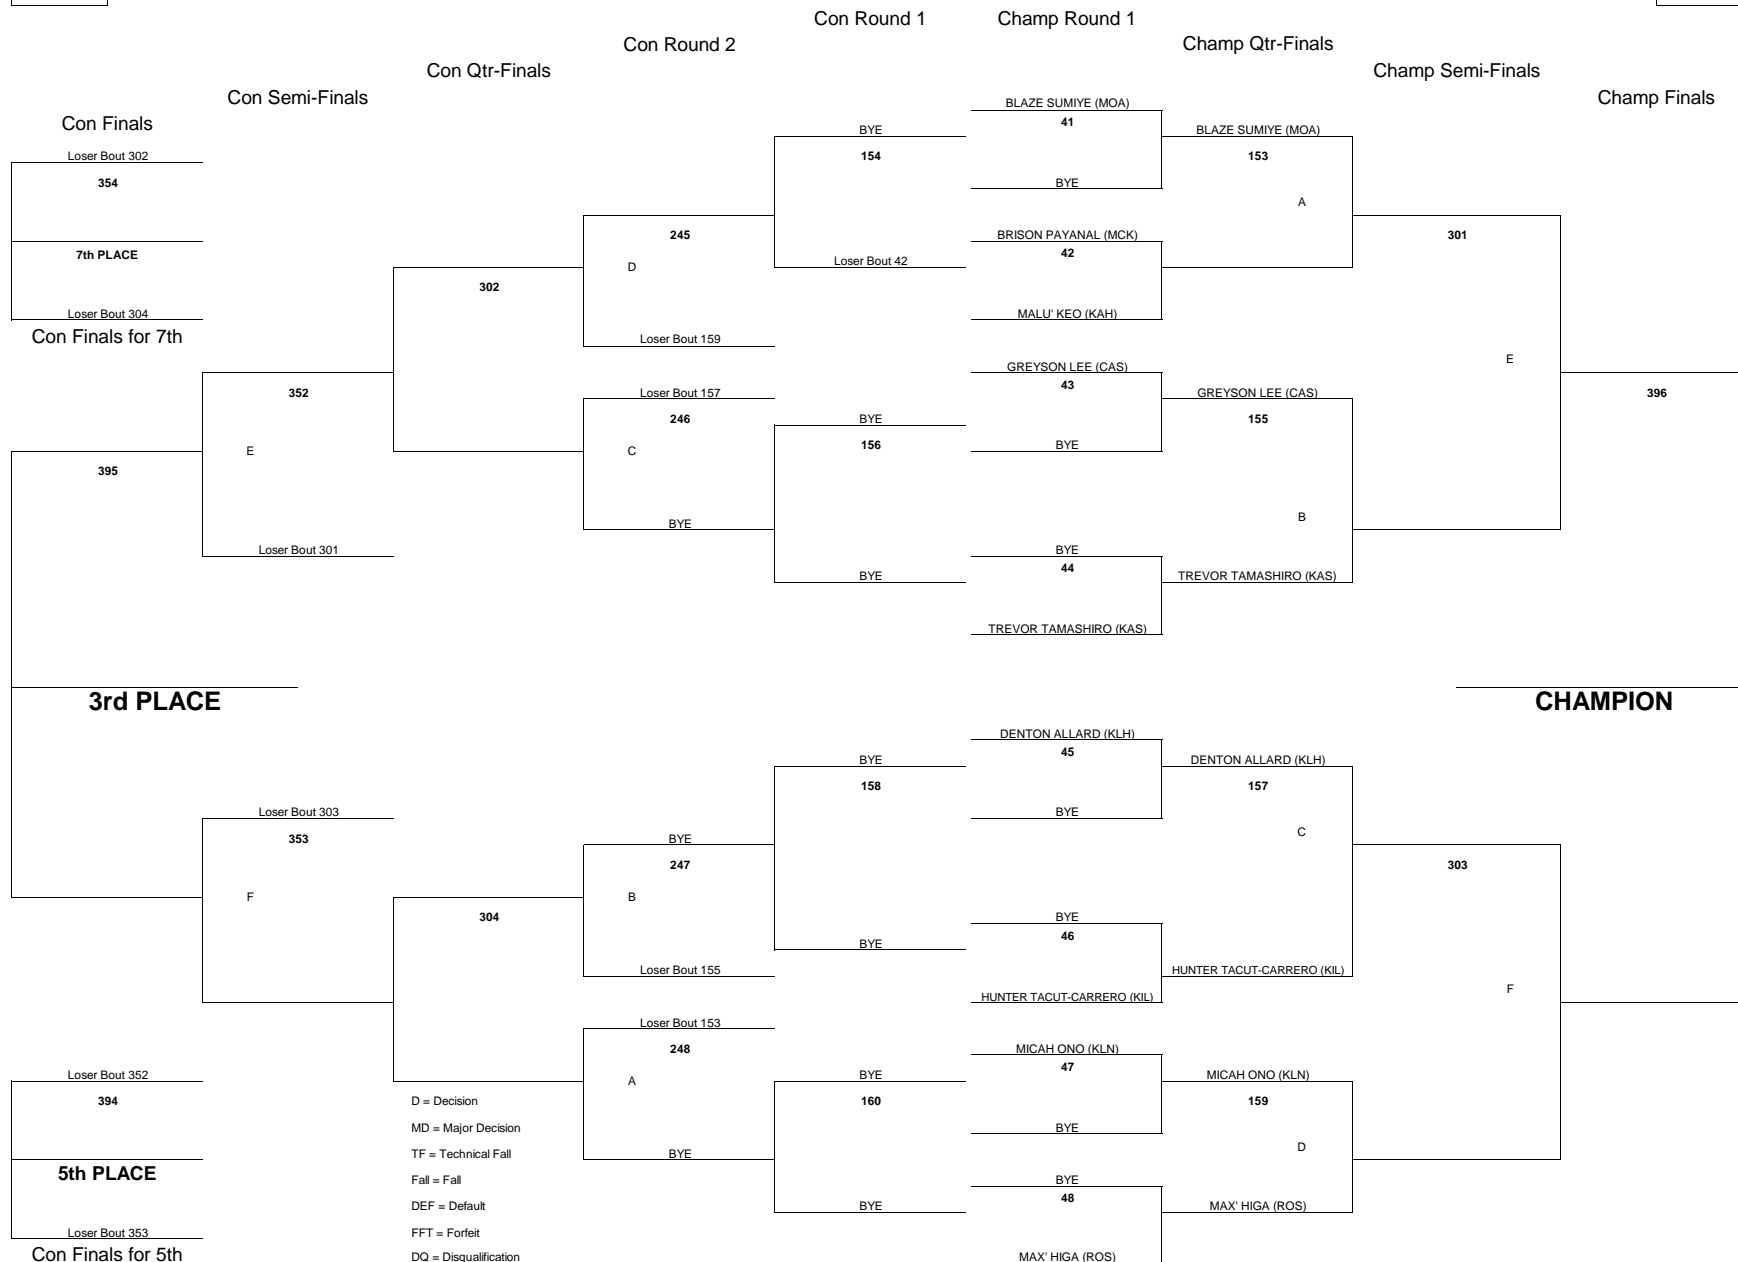 Con Round 1
Champ Round 1
Con Round 2
Champ Qtr-Finals
Con Qtr-Finals
Champ Semi-Finals
Con Semi-Finals
Champ Finals
Con Finals
BLAZE SUMIYE (MOA)
41
BYE
BLAZE SUMIYE (MOA)
Loser Bout 302
154
153
354
BYE
A
BRISON PAYANAL (MCK)
245
301
7th PLACE
42
D
Loser Bout 42
302
Loser Bout 304
MALU' KEO (KAH)
Con Finals for 7th
Loser Bout 159
E
GREYSON LEE (CAS)
43
352
Loser Bout 157
GREYSON LEE (CAS)
396
246
BYE
155
E
C
156
BYE
395
B
BYE
Loser Bout 301
BYE
44
BYE
TREVOR TAMASHIRO (KAS)
TREVOR TAMASHIRO (KAS)
3rd PLACE
CHAMPION
DENTON ALLARD (KLH)
45
BYE
DENTON ALLARD (KLH)
158
157
Loser Bout 303
BYE
353
BYE
C
247
303
F
B
304
BYE
46
BYE
Loser Bout 155
HUNTER TACUT-CARRERO (KIL)
F
HUNTER TACUT-CARRERO (KIL)
Loser Bout 153
248
MICAH ONO (KLN)
47
Loser Bout 352
A
BYE
MICAH ONO (KLN)
394
D = Decision
160
159
MD = Major Decision
BYE
TF = Technical Fall
BYE
D
5th PLACE
Fall = Fall
BYE
48
DEF = Default
BYE
MAX' HIGA (ROS)
Loser Bout 353
FFT = Forfeit
Con Finals for 5th
DQ = Disqualification
MAX' HIGA (ROS)